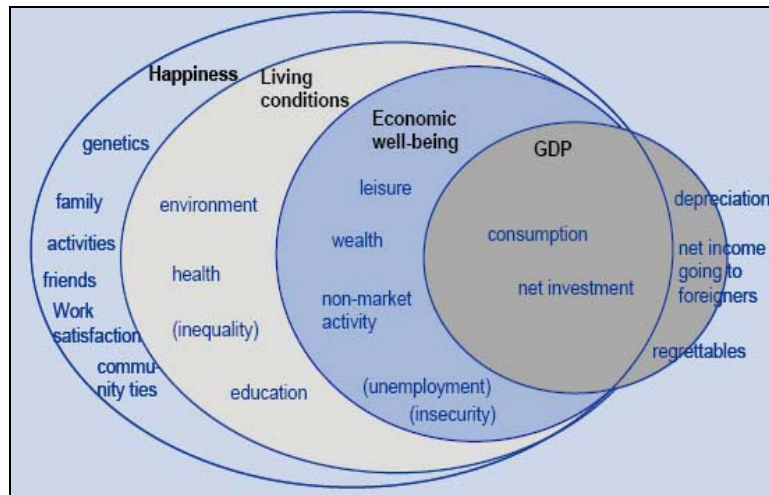 Happiness
Living
conditions
Economic
well-being
GDP
genetics
family
activities
friends
Work
satisfaction
commu-
nity ties
environment
health
(inequality)
education
leisure
wealth
non-market
activity
(unemployment)
(insecurity)
consumption
net investment
depreciation
net income
going to
foreigners
regrettables